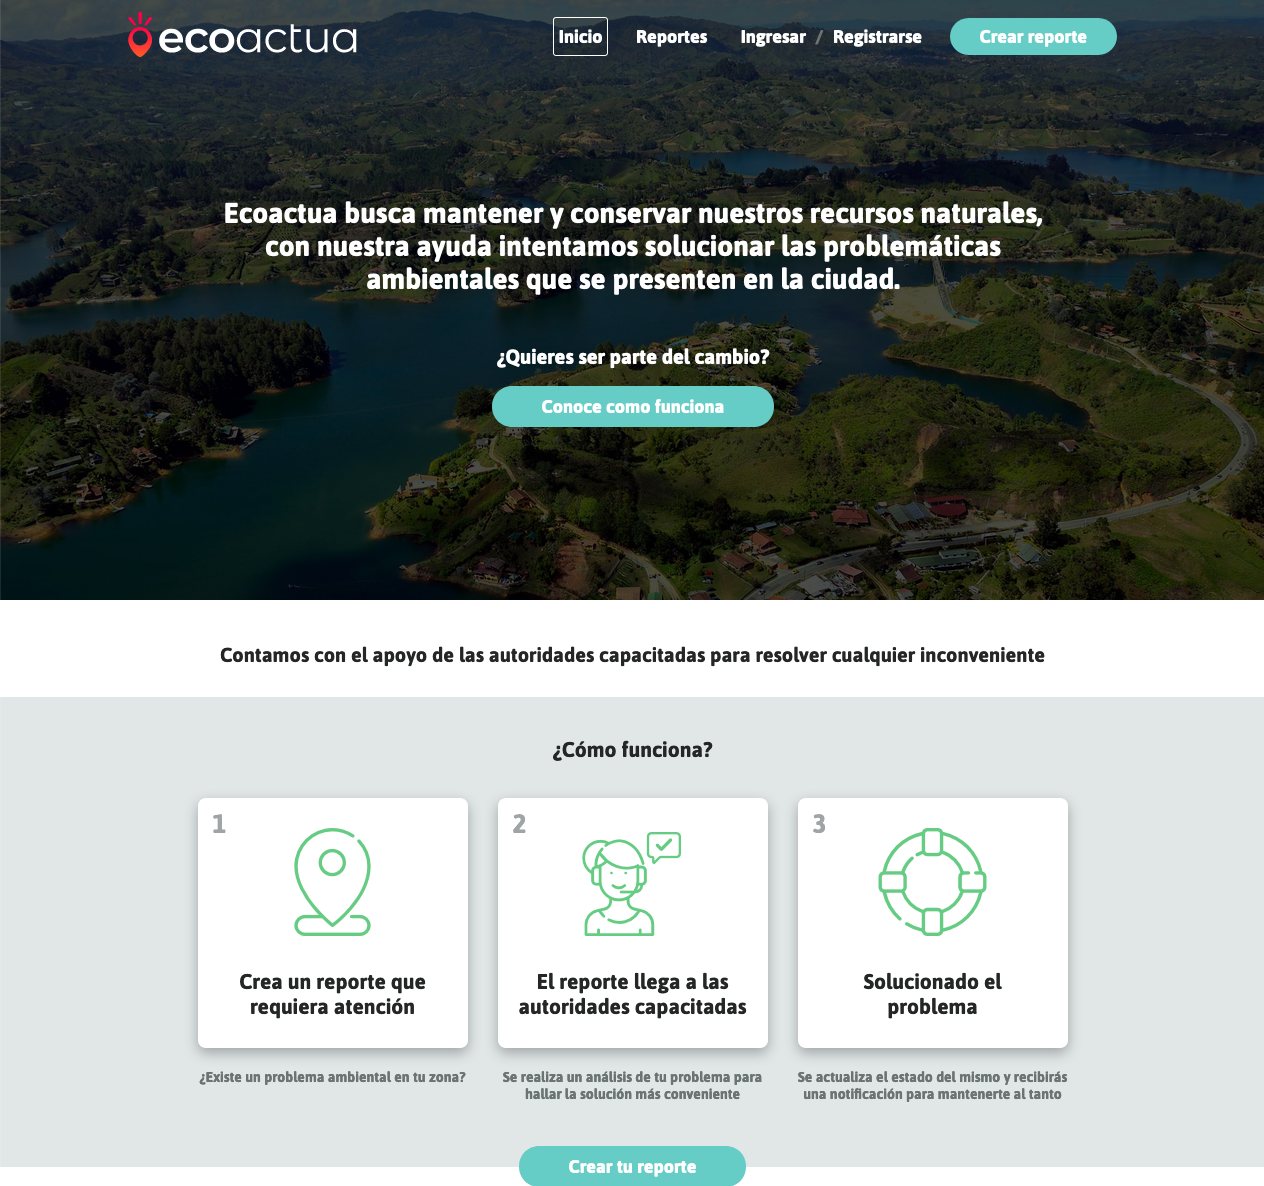 ecoactua
Inicio
Reportes
Ingresar / Registrarse
Crear reporte
Ecoactua busca mantener y conservar nuestros recursos naturales,
con nuestra ayuda intentamos solucionar las problemáticas
ambientales que se presenten en la ciudad.
¿Quieres ser parte del cambio?
Conoce como funciona
Contamos con el apoyo de las autoridades capacitadas para resolver cualquier inconveniente
¿Cómo funciona?
1
Crea un reporte que
requiera atención
¿Existe un problema ambiental en tu zona?
2
El reporte llega a las
autoridades capacitadas
Se realiza un análisis de tu problema para
hallar la solución más conveniente
3
Solucionado el
problema
Se actualiza el estado del mismo y recibirás
una notificación para mantenerte al tanto
Crear tu reporte